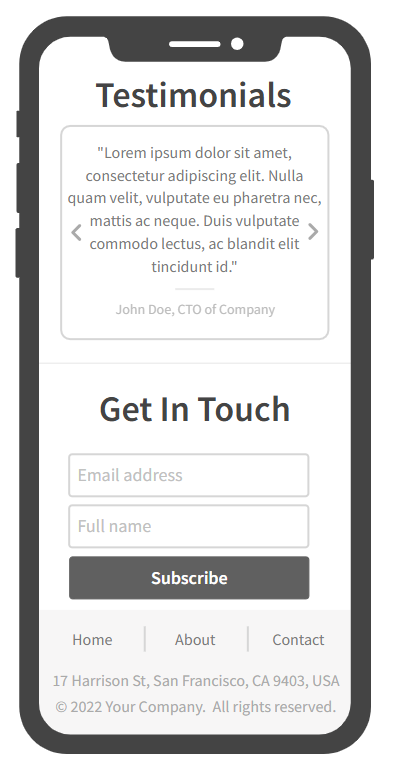 Testimonials
"Lorem ipsum dolor sit amet,
consectetur adipiscing elit. Nulla
quam velit, vulputate eu pharetra nec,
mattis ac neque. Duis vulputate
commodo lectus, ac blandit elit
tincidunt id."
John Doe, CTO of Company
Get In Touch
Email address
Full name
Subscribe
Home About Contact
17 Harrison St, San Francisco, CA 9403, USA
© 2022 Your Company. All rights reserved.